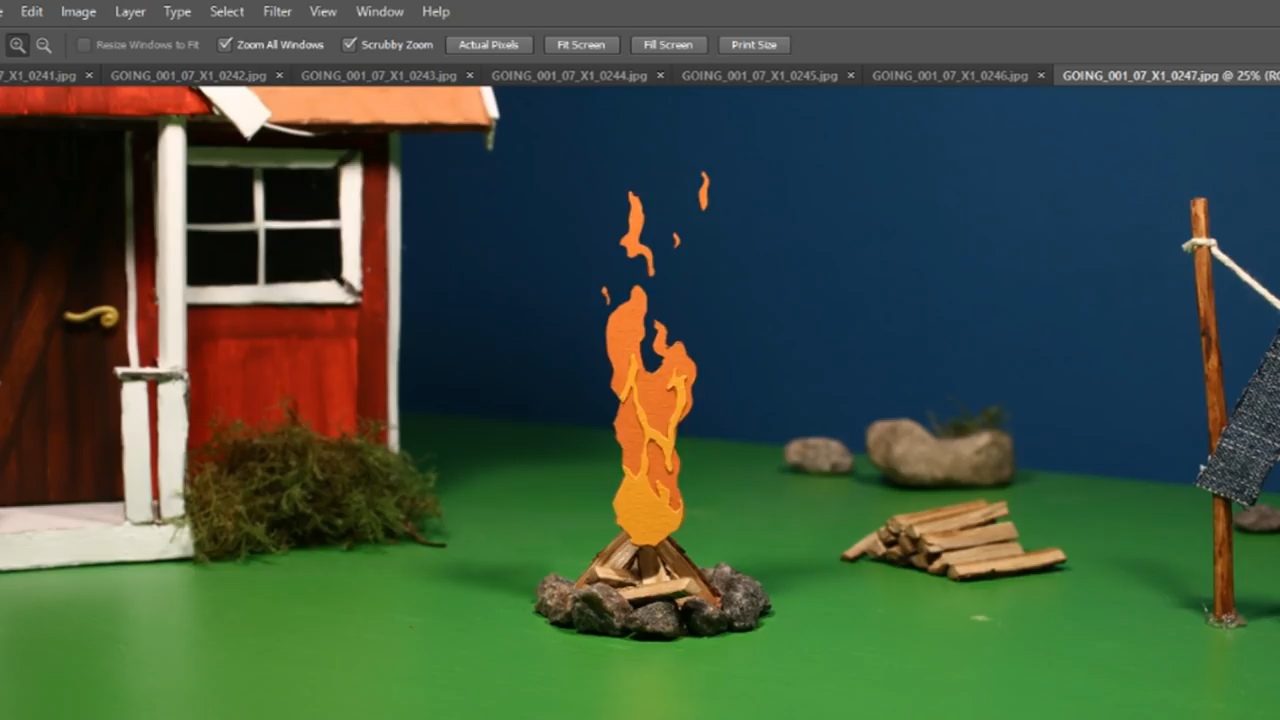 Edit Image Layer Type Select Filter View Window Help
Resize Windows to Fit Zoom All Windows Scrubby Zoom Actual Pixels Fit Screen Fill Screen Print Size
7_X1_0241.jpg × GOING_001_07_X1_0242.jpg × GOING_001_07_X1_0243.jpg × GOING_001_07_X1_0244.jpg × GOING_001_07_X1_0245.jpg × GOING_001_07_X1_0246.jpg × GOING_001_07_X1_0247.jpg @ 25% (RG